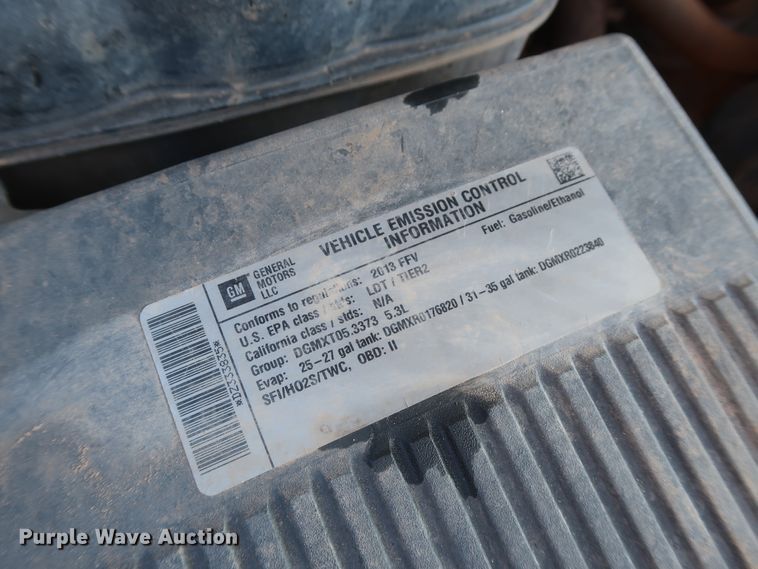 GM
GENERAL
MOTORS
LLC
VEHICLE EMISSION CONTROL
INFORMATION
Conforms to regulations: 2013 FFV
Fuel: Gasoline/Ethanol
U.S. EPA class / stds: LDT / TIER2
California class / stds: N/A
Group: DGMXT05.3373 5.3L
Evap: 25-27 gal tank: DGMXR0176820 / 31-35 gal tank: DGMXR0223840
SFI/HO2S/TWC, OBD: II
Purple Wave Auction